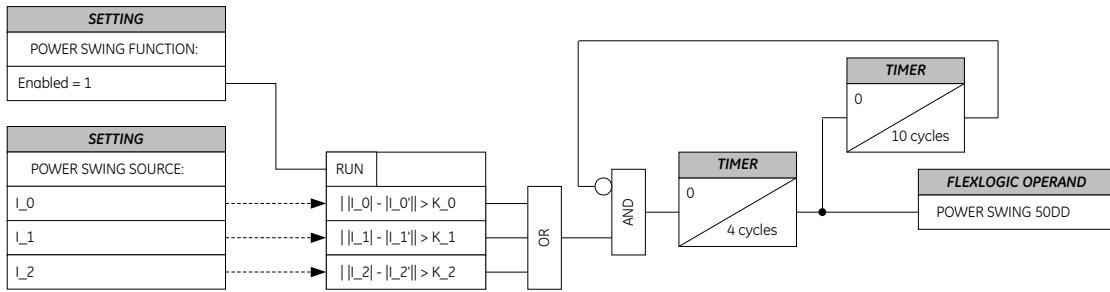 SETTING
POWER SWING FUNCTION:
Enabled = 1
SETTING
POWER SWING SOURCE:
I_0
I_1
I_2
RUN
| |I_0| - |I_0'|| > K_0
| |I_1| - |I_1'|| > K_1
| |I_2| - |I_2'|| > K_2
OR
AND
TIMER
0
4 cycles
TIMER
0
10 cycles
FLEXLOGIC OPERAND
POWER SWING 50DD